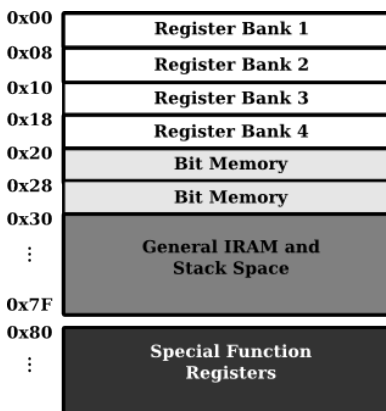 0x00
Register Bank 1
0x08
Register Bank 2
0x10
Register Bank 3
0x18
Register Bank 4
0x20
Bit Memory
0x28
Bit Memory
0x30
General IRAM and
Stack Space
⋮
0x7F
0x80
Special Function
Registers
⋮